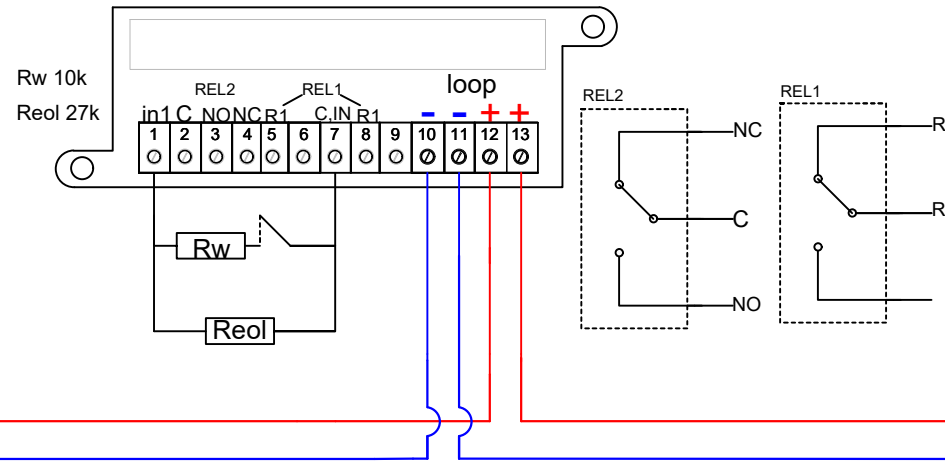 Rw 10k
Reol 27k
REL2
REL1
loop
in1 C NO NC R1 C,IN R1 - - + +
1 2 3 4 5 6 7 8 9 10 11 12 13
Rw
Reol
REL2
NC
C
NO
REL1
R
R